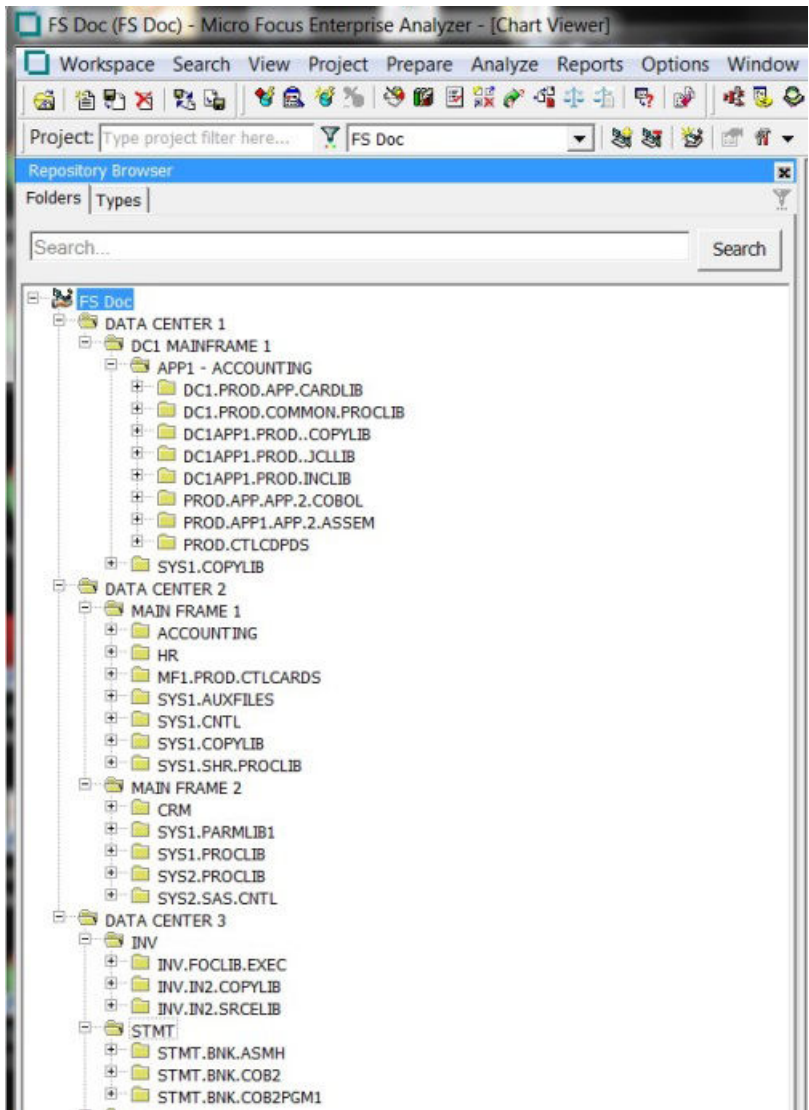 FS Doc (FS Doc) - Micro Focus Enterprise Analyzer - [Chart Viewer]
Workspace Search View Project Prepare Analyze Reports Options Window
Project: Type project filter here... FS Doc
Repository Browser
Folders Types
Search... Search
FS Doc
DATA CENTER 1
DC1 MAINFRAME 1
APP1 - ACCOUNTING
DC1.PROD.APP.CARDLIB
DC1.PROD.COMMON.PROCLIB
DC1APP1.PROD..COPYLIB
DC1APP1.PROD..JCLLIB
DC1APP1.PROD.INCLIB
PROD.APP.APP.2.COBOL
PROD.APP1.APP.2.ASSEM
PROD.CTLCDPDS
SYS1.COPYLIB
DATA CENTER 2
MAIN FRAME 1
ACCOUNTING
HR
MF1.PROD.CTLCARDS
SYS1.AUXFILES
SYS1.CNTL
SYS1.COPYLIB
SYS1.SHR.PROCLIB
MAIN FRAME 2
CRM
SYS1.PARMLIB1
SYS1.PROCLIB
SYS2.PROCLIB
SYS2.SAS.CNTL
DATA CENTER 3
INV
INV.FOCLIB.EXEC
INV.IN2.COPYLIB
INV.IN2.SRCELIB
STMT
STMT.BNK.ASMH
STMT.BNK.COB2
STMT.BNK.COB2PGM1